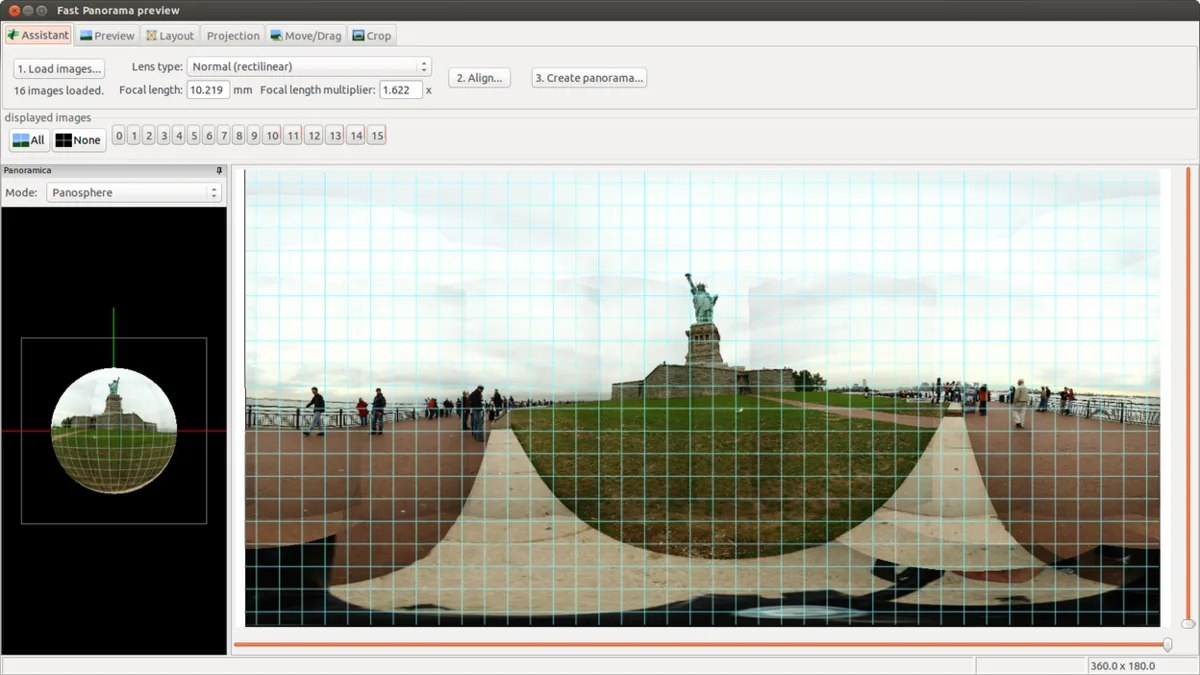 Fast Panorama preview
Assistant Preview Layout Projection Move/Drag Crop
1. Load images... Lens type: Normal (rectilinear) 2. Align... 3. Create panorama...
16 images loaded. Focal length: 10.219 mm Focal length multiplier: 1.622 x
displayed images
All None 0 1 2 3 4 5 6 7 8 9 10 11 12 13 14 15
Panoramica
Mode: Panosphere
360.0 x 180.0